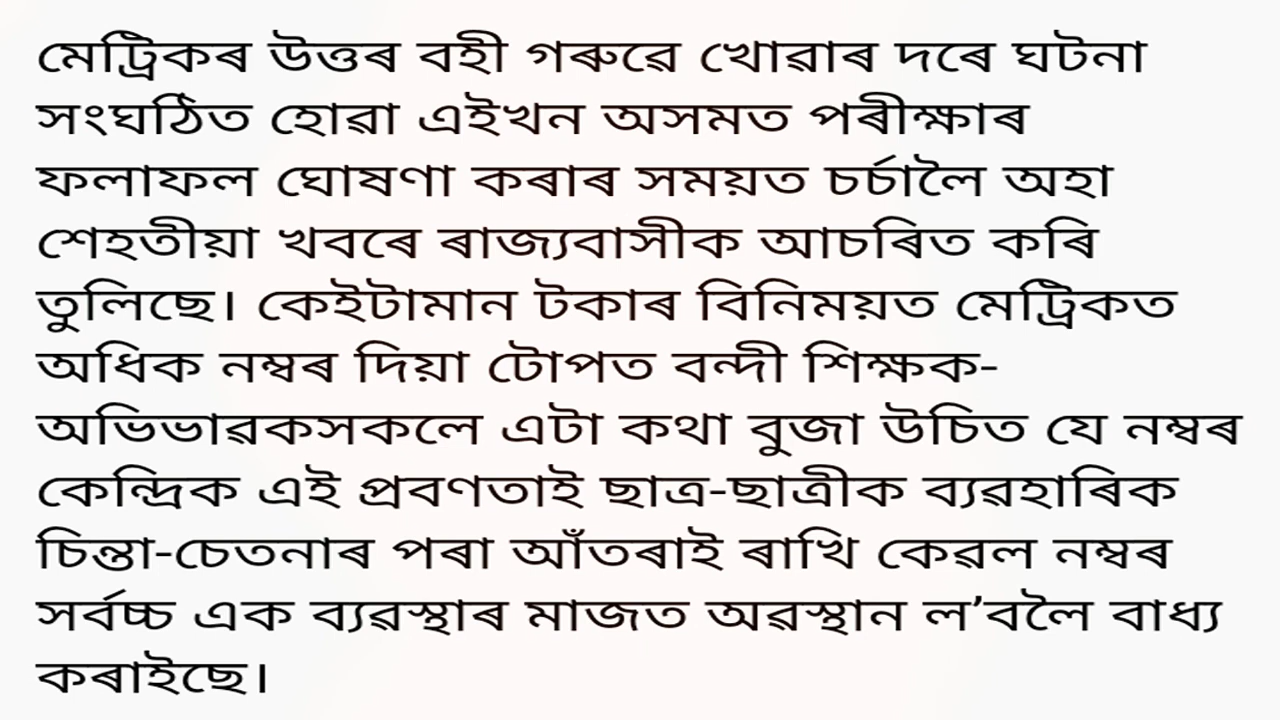 মেট্ৰিকৰ উত্তৰ বহী গৰুৱে খোৱাৰ দৰে ঘটনা
সংঘঠিত হোৱা এইখন অসমত পৰীক্ষাৰ
ফলাফল ঘোষণা কৰাৰ সময়ত চৰ্চালৈ অহা
শেহতীয়া খবৰে ৰাজ্যবাসীক আচৰিত কৰি
তুলিছে। কেইটামান টকাৰ বিনিময়ত মেট্ৰিকত
অধিক নম্বৰ দিয়া টোপত বন্দী শিক্ষক-
অভিভাৱকসকলে এটা কথা বুজা উচিত যে নম্বৰ
কেন্দ্ৰিক এই প্ৰবণতাই ছাত্ৰ-ছাত্ৰীক ব্যৱহাৰিক
চিন্তা-চেতনাৰ পৰা আঁতৰাই ৰাখি কেৱল নম্বৰ
সৰ্বচ্চ এক ব্যৱস্থাৰ মাজত অৱস্থান ল’বলৈ বাধ্য
কৰাইছে।